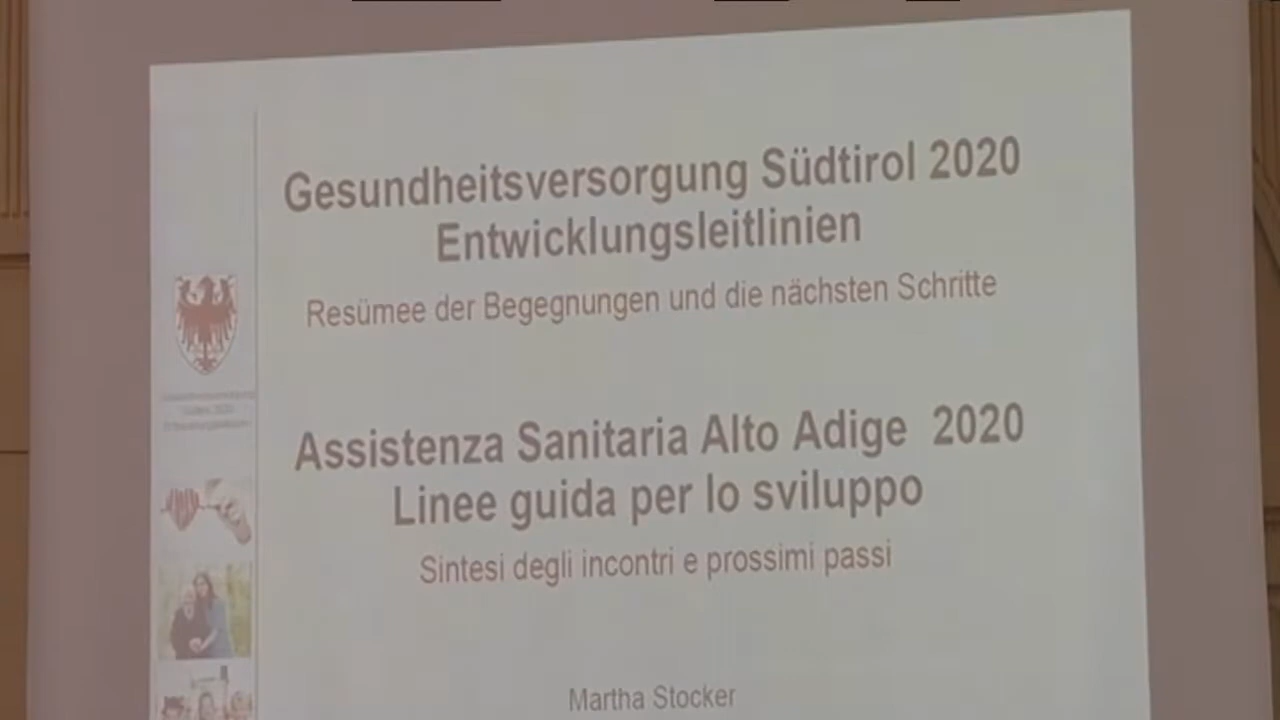 Gesundheitsversorgung Südtirol 2020
Entwicklungsleitlinien
Resümee der Begegnungen und die nächsten Schritte
Assistenza Sanitaria Alto Adige 2020
Linee guida per lo sviluppo
Sintesi degli incontri e prossimi passi
Martha Stocker